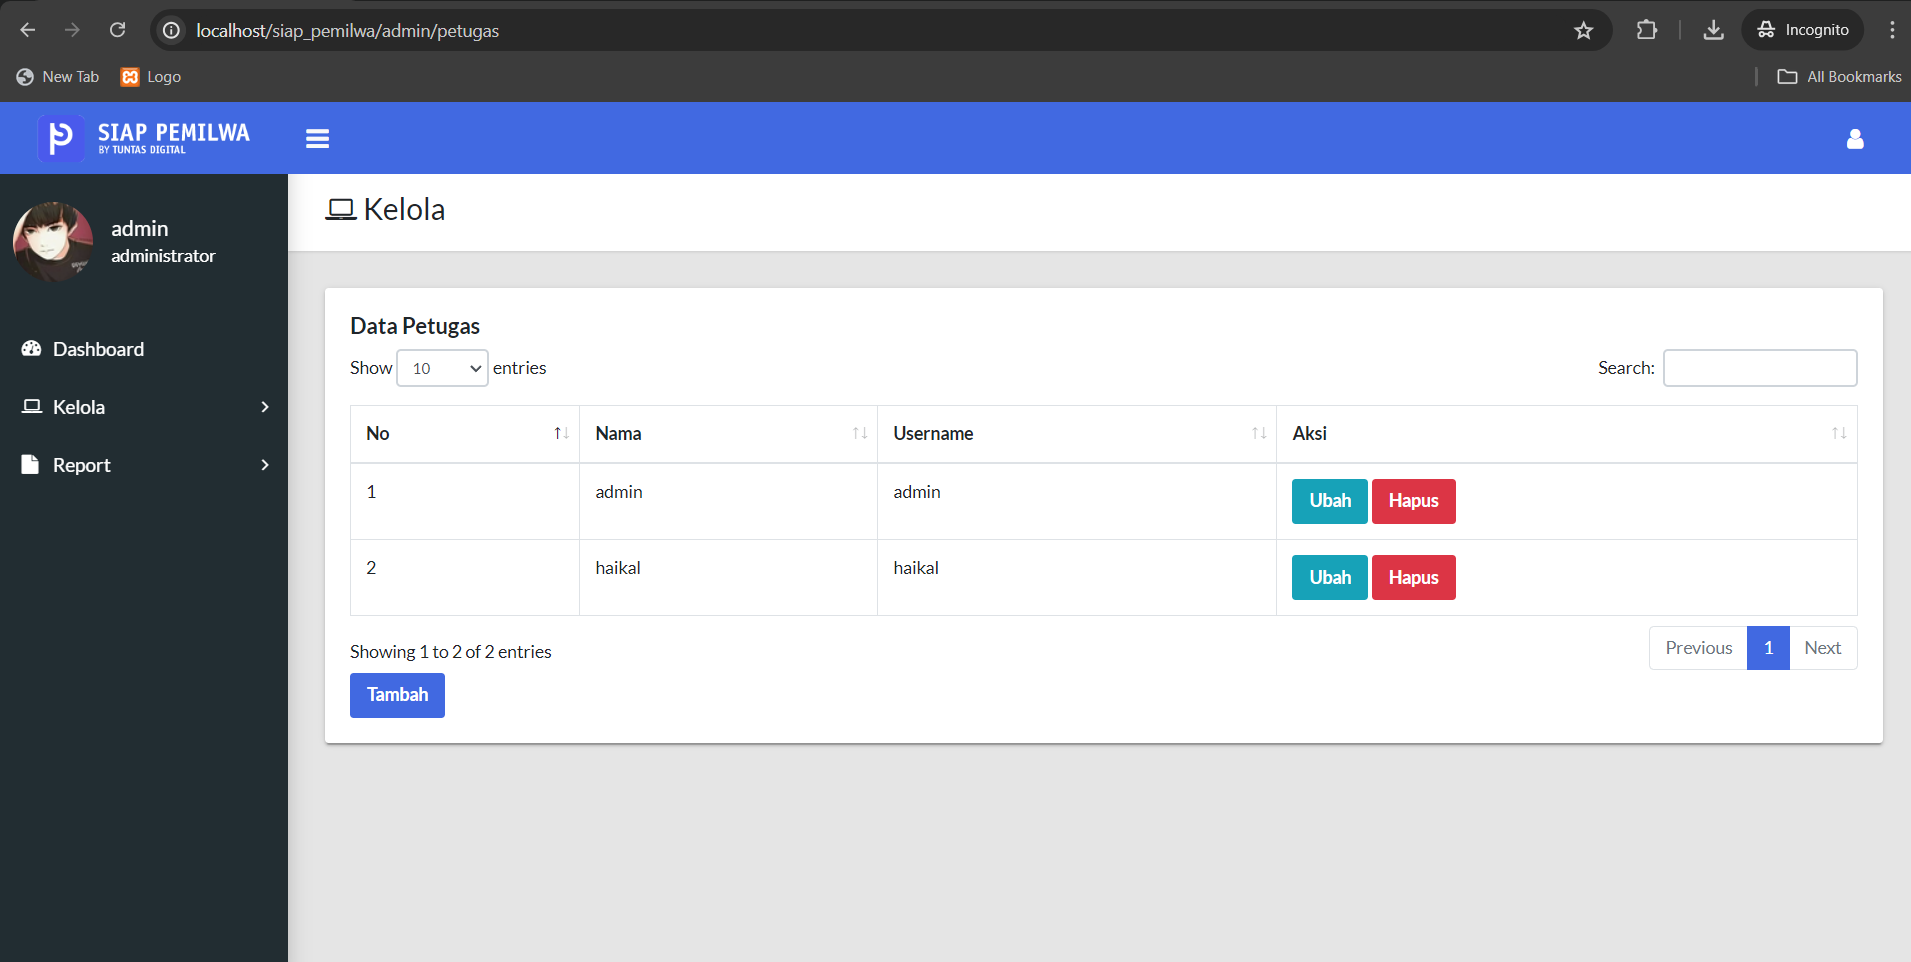 localhost/siap_pemilwa/admin/petugas
Incognito
New Tab
Logo
All Bookmarks
SIAP PEMILWA
BY TUNTAS DIGITAL
admin
administrator
Dashboard
Kelola
Report
Kelola
Data Petugas
Show 10 entries
Search:
No Nama Username Aksi
1 admin admin Ubah Hapus
2 haikal haikal Ubah Hapus
Showing 1 to 2 of 2 entries
Previous 1 Next
Tambah